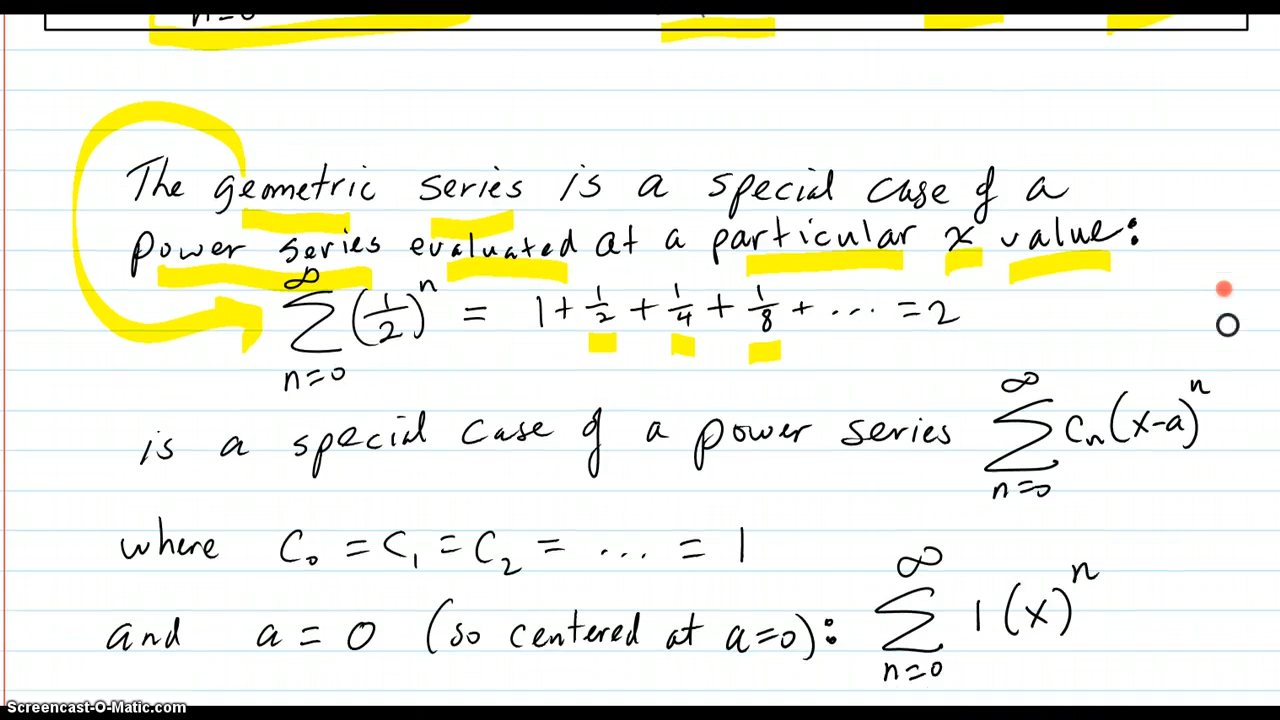 n=0
The geometric series is a special case of a
power series evaluated at a particular x value:
∑_{n=0}^{∞} (1/2)^n = 1 + 1/2 + 1/4 + 1/8 + ... = 2
is a special case of a power series ∑_{n=0}^{∞} c_n(x-a)^n
where c_0 = c_1 = c_2 = ... = 1
and a = 0 (so centered at a=0): ∑_{n=0}^{∞} 1(x)^n
Screencast-O-Matic.com